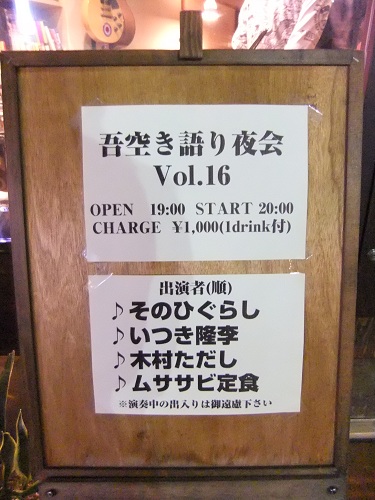 吾空き語り夜会
Vol.16
OPEN 19:00 START 20:00
CHARGE ¥1,000(1drink付)
出演者(順)
♪そのひぐらし
♪いつき隆李
♪木村ただし
♪ムササビ定食
※演奏中の出入りは御遠慮下さい